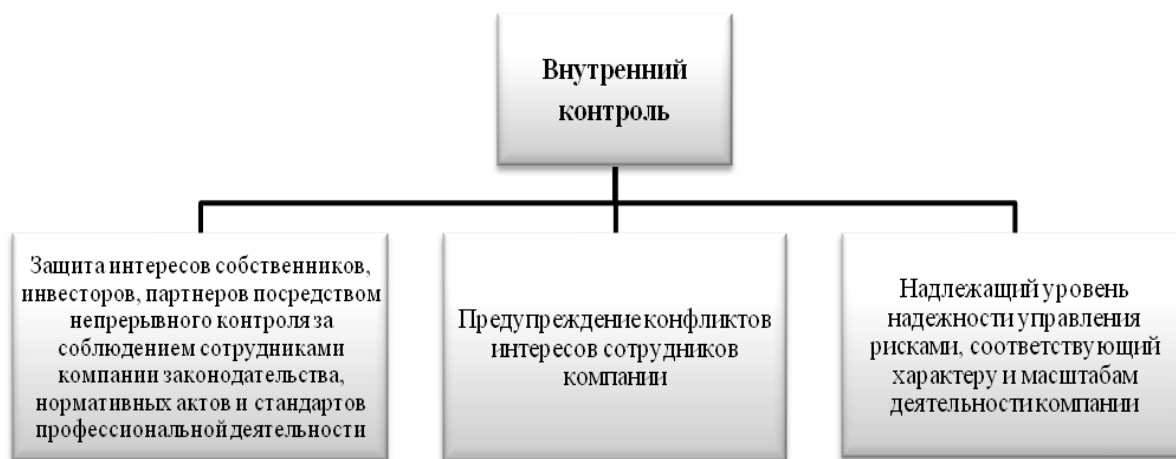 Внутренний
контроль
Защита интересов собственников,
инвесторов, партнеров посредством
непрерывного контроля за
соблюдением сотрудниками
компании законодательства,
нормативных актов и стандартов
профессиональной деятельности
Предупреждение конфликтов
интересов сотрудников
компании
Надлежащий уровень
надежности управления
рисками, соответствующий
характеру и масштабам
деятельности компании